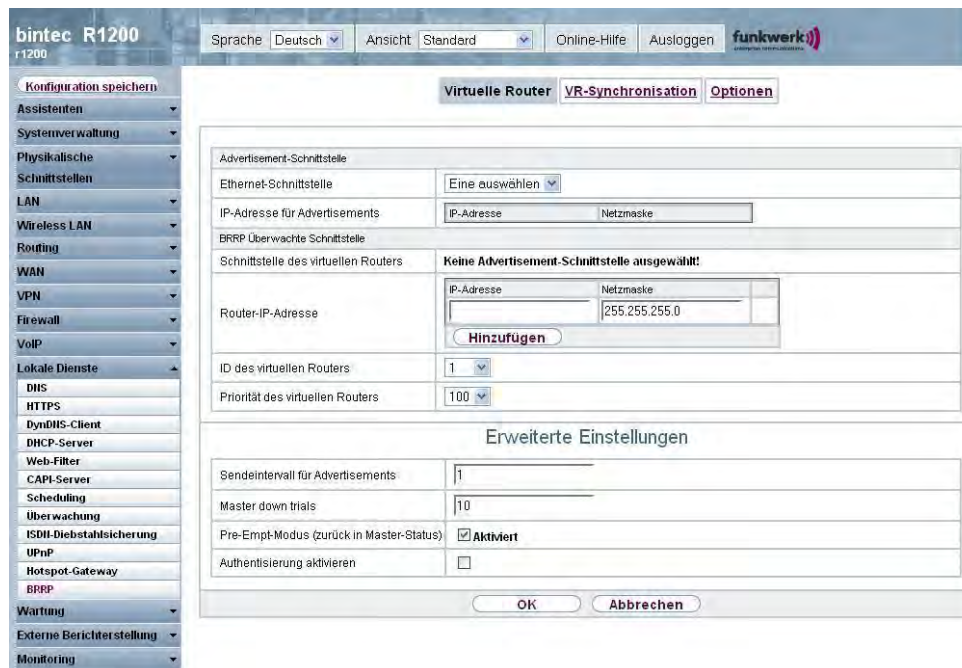 bintec R1200
r1200
Sprache Deutsch Ansicht Standard Online-Hilfe Ausloggen funkwerk
Konfiguration speichern
Assistenten
Systemverwaltung
Physikalische
Schnittstellen
LAN
Wireless LAN
Routing
WAN
VPN
Firewall
VoIP
Lokale Dienste
DNS
HTTPS
DynDNS-Client
DHCP-Server
Web-Filter
CAPI-Server
Scheduling
Überwachung
ISDN-Diebstahlsicherung
UPnP
Hotspot-Gateway
BRRP
Wartung
Externe Berichterstellung
Monitoring
Virtuelle Router VR-Synchronisation Optionen
Advertisement-Schnittstelle
Ethernet-Schnittstelle Eine auswählen
IP-Adresse für Advertisements IP-Adresse Netzmaske
BRRP Überwachte Schnittstelle
Schnittstelle des virtuellen Routers Keine Advertisement-Schnittstelle ausgewählt!
Router-IP-Adresse IP-Adresse Netzmaske
255.255.255.0
Hinzufügen
ID des virtuellen Routers 1
Priorität des virtuellen Routers 100
Erweiterte Einstellungen
Sendeintervall für Advertisements 1
Master down trials 10
Pre-Empt-Modus (zurück in Master-Status) Aktiviert
Authentisierung aktivieren
OK Abbrechen